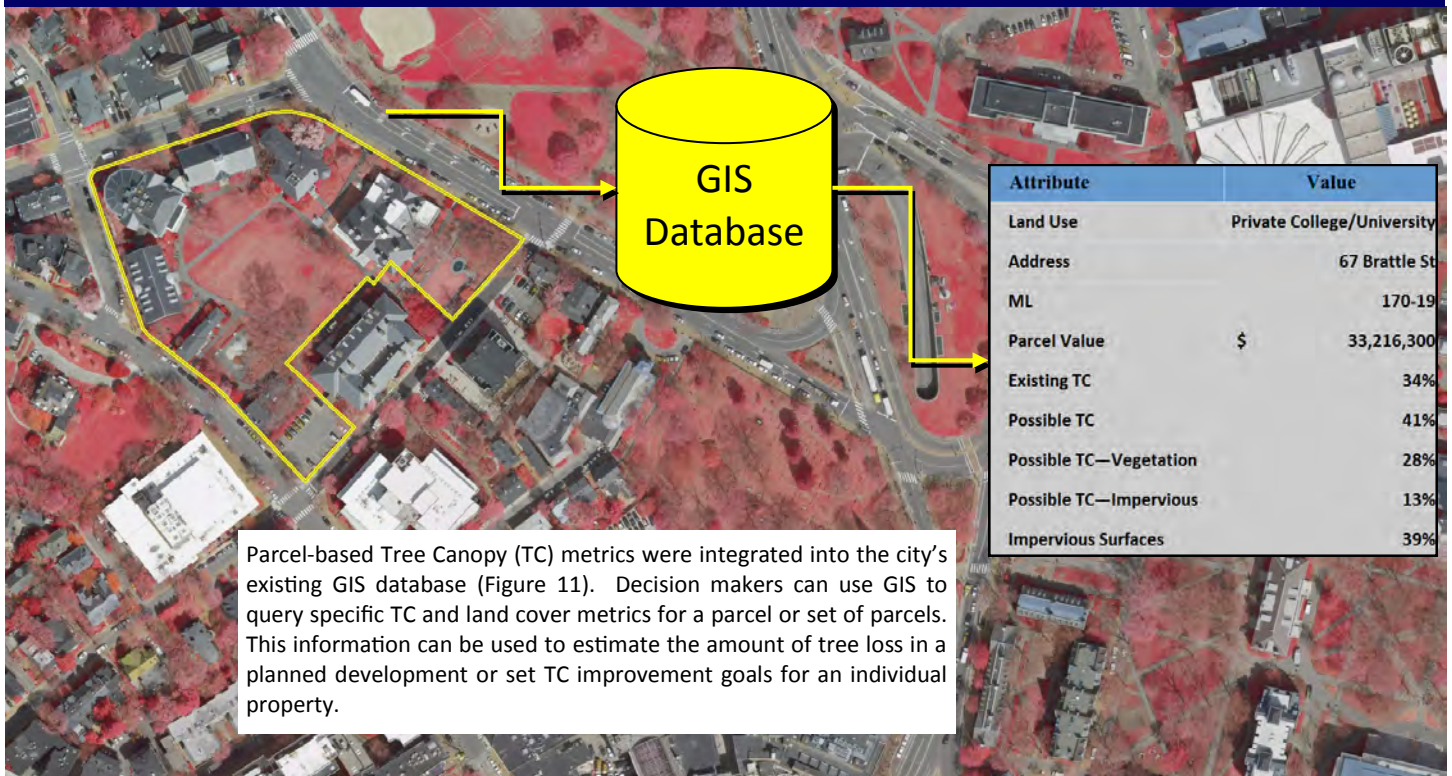 GIS
Database
Attribute Value
Land Use Private College/University
Address 67 Brattle St
ML 170-19
Parcel Value $ 33,216,300
Existing TC 34%
Possible TC 41%
Possible TC—Vegetation 28%
Possible TC—Impervious 13%
Impervious Surfaces 39%
Parcel-based Tree Canopy (TC) metrics were integrated into the city's
existing GIS database (Figure 11). Decision makers can use GIS to
query specific TC and land cover metrics for a parcel or set of parcels.
This information can be used to estimate the amount of tree loss in a
planned development or set TC improvement goals for an individual
property.